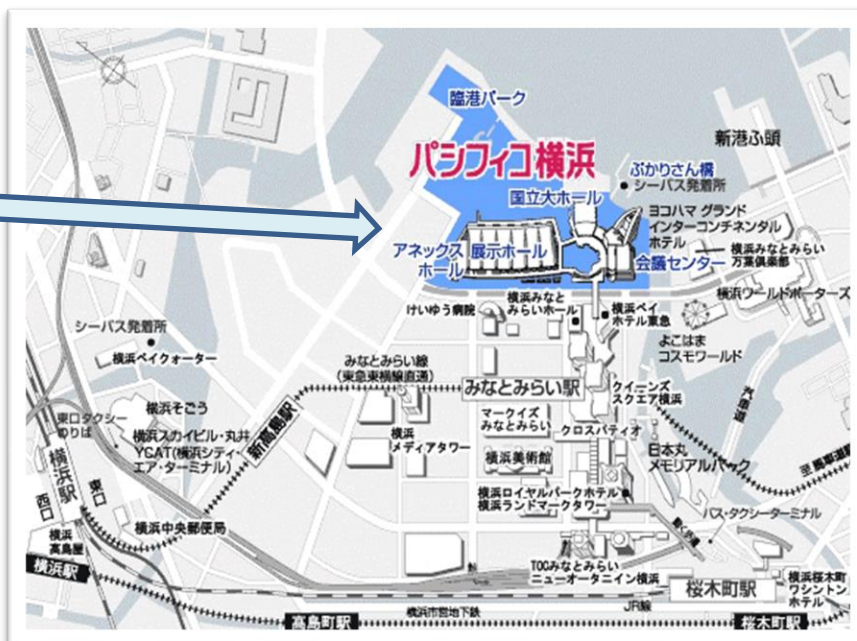 臨港パーク
パシフィコ横浜
新港ふ頭
ぷかりさん橋
シーバス発着所
国立大ホール
ヨコハマ グランド
インターコンチネンタル
ホテル
アネックス
ホール
展示ホール
会議センター
横浜みなとみらい
万葉倶楽部
けいゆう病院
横浜みなと
みらいホール
横浜ベイ
ホテル東急
横浜ワールドポーターズ
よこはま
コスモワールド
シーバス発着所
横浜ベイクォーター
みなとみらい線
(東急東横線直通)
みなとみらい駅
クイーンズ
スクエア横浜
汽車道
東口タクシー
のりば
横浜そごう
横浜スカイビル・丸井
YCAT(横浜シティ・
エア・ターミナル)
新高島駅
横浜
メディアタワー
マークイズ
みなとみらい
クロスパティオ
横浜美術館
日本丸
メモリアルパーク
至馬車道駅
横浜駅
西口
東口
横浜中央郵便局
横浜ロイヤルパークホテル
横浜ランドマークタワー
動く歩道
バス・タクシーターミナル
横浜
高島屋
横浜駅
TOCみなとみらい
ニューオータニイン横浜
桜木町駅
横浜桜木町
ワシントン
ホテル
高島町駅
横浜市営地下鉄
JR線
桜木町駅